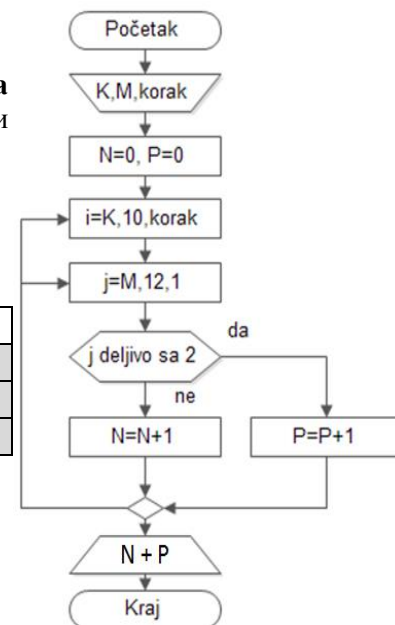 Početak
а
K,M,korak
и
N=0, P=0
i=K,10,korak
j=M,12,1
da
j deljivo sa 2
ne
N=N+1
P=P+1
N + P
Kraj